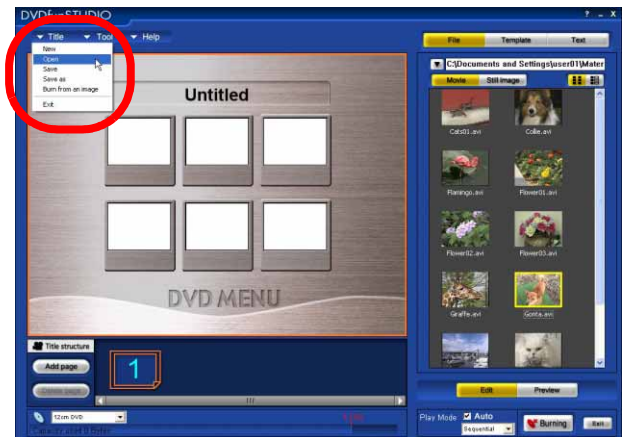 DVDfunSTUDIO
? - X
Title Tool Help
New
Open
Save
Save as
Burn from an image
Exit
Untitled
DVD MENU
File Template Text
C:\Documents and Settings\user01\Mater
Movie Still image
Cats01.avi Collie.avi
Flamingo.avi Flower01.avi
Flower02.avi Flower03.avi
Giraffe.avi Gonta.avi
Title structure
Add page
Delete page
1
12cm DVD
Edit Preview
Play Mode Auto
Sequential
Burning
Exit